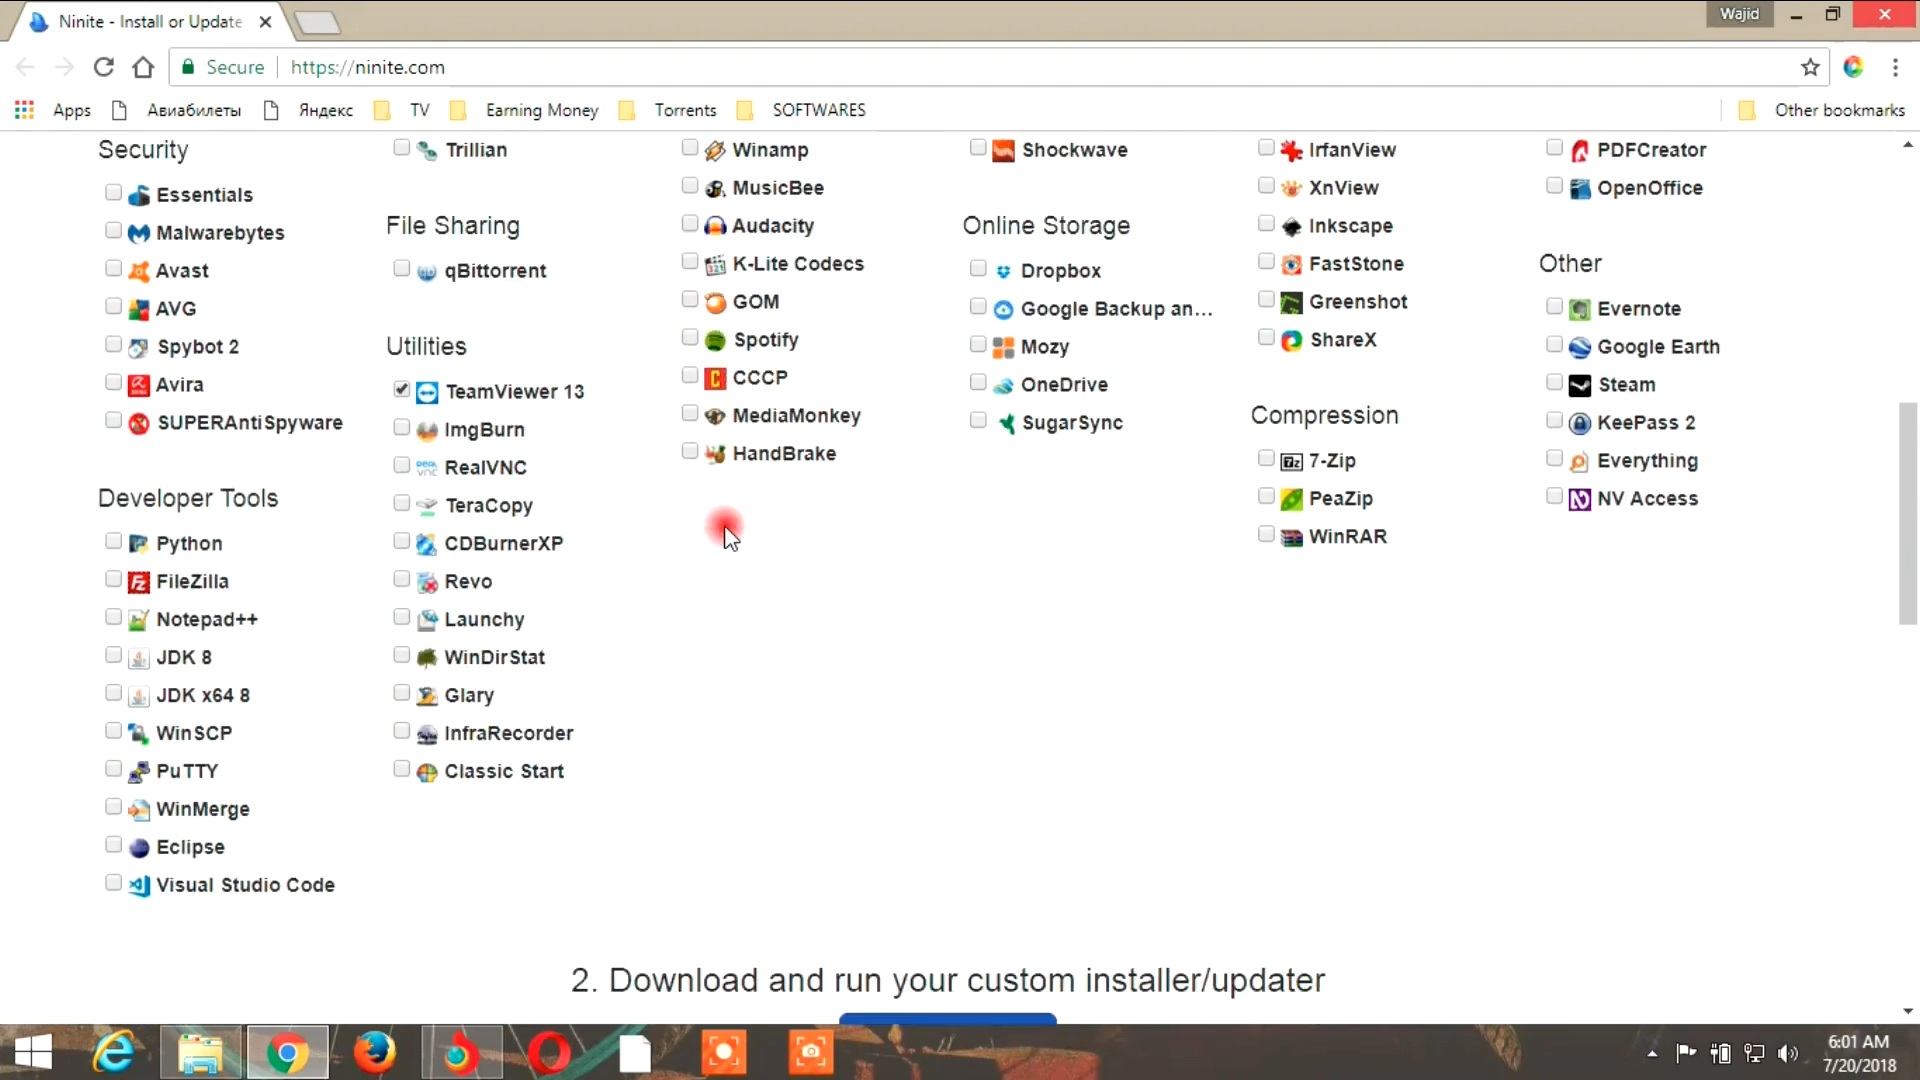 Ninite - Install or Update
Wajid
Secure
https://ninite.com
Apps
Авиабилеты
Яндекс
TV
Earning Money
Torrents
SOFTWARES
Other bookmarks
Security
Essentials
Malwarebytes
Avast
AVG
Spybot 2
Avira
SUPERAntiSpyware
Developer Tools
Python
FileZilla
Notepad++
JDK 8
JDK x64 8
WinSCP
PuTTY
WinMerge
Eclipse
Visual Studio Code
Trillian
File Sharing
qBittorrent
Utilities
TeamViewer 13
ImgBurn
RealVNC
TeraCopy
CDBurnerXP
Revo
Launchy
WinDirStat
Glary
InfraRecorder
Classic Start
Winamp
MusicBee
Audacity
K-Lite Codecs
GOM
Spotify
CCCP
MediaMonkey
HandBrake
Shockwave
Online Storage
Dropbox
Google Backup an...
Mozy
OneDrive
SugarSync
IrfanView
XnView
Inkscape
FastStone
Greenshot
ShareX
Compression
7-Zip
PeaZip
WinRAR
PDFCreator
OpenOffice
Other
Evernote
Google Earth
Steam
KeePass 2
Everything
NV Access
2. Download and run your custom installer/updater
6:01 AM
7/20/2018